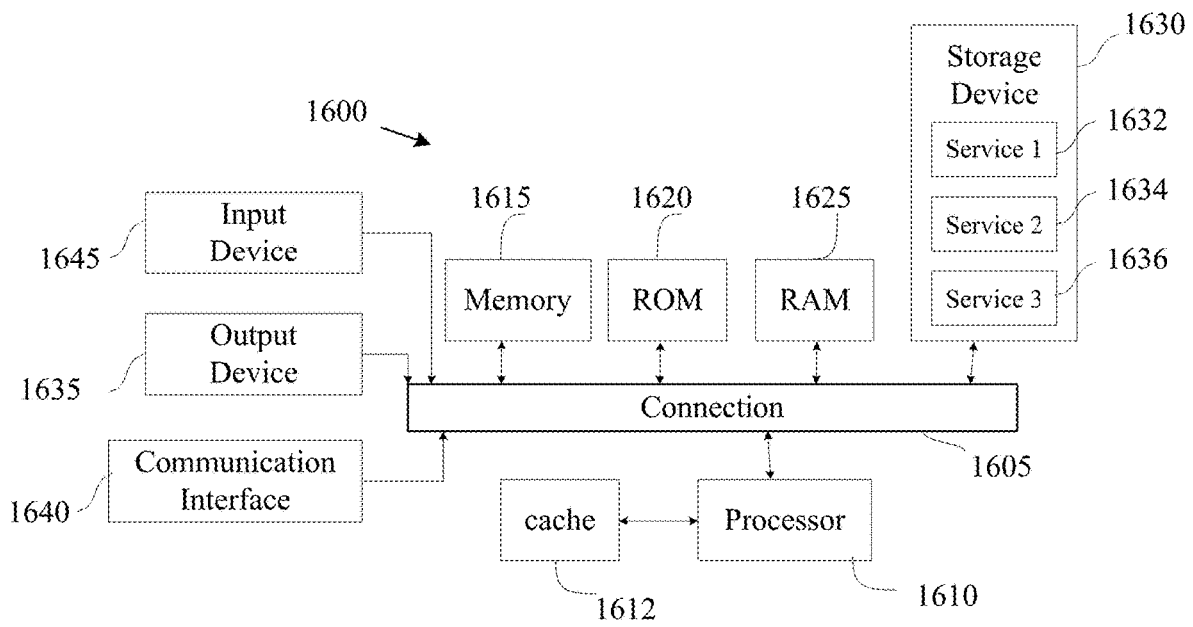 1630
Storage
Device
1600
1632
Service 1
1615
1620
1625
1634
Input
Device
Service 2
1645
1636
Memory
ROM
RAM
Service 3
Output
Device
1635
Connection
Communication
Interface
1605
1640
cache
Processor
1612
1610